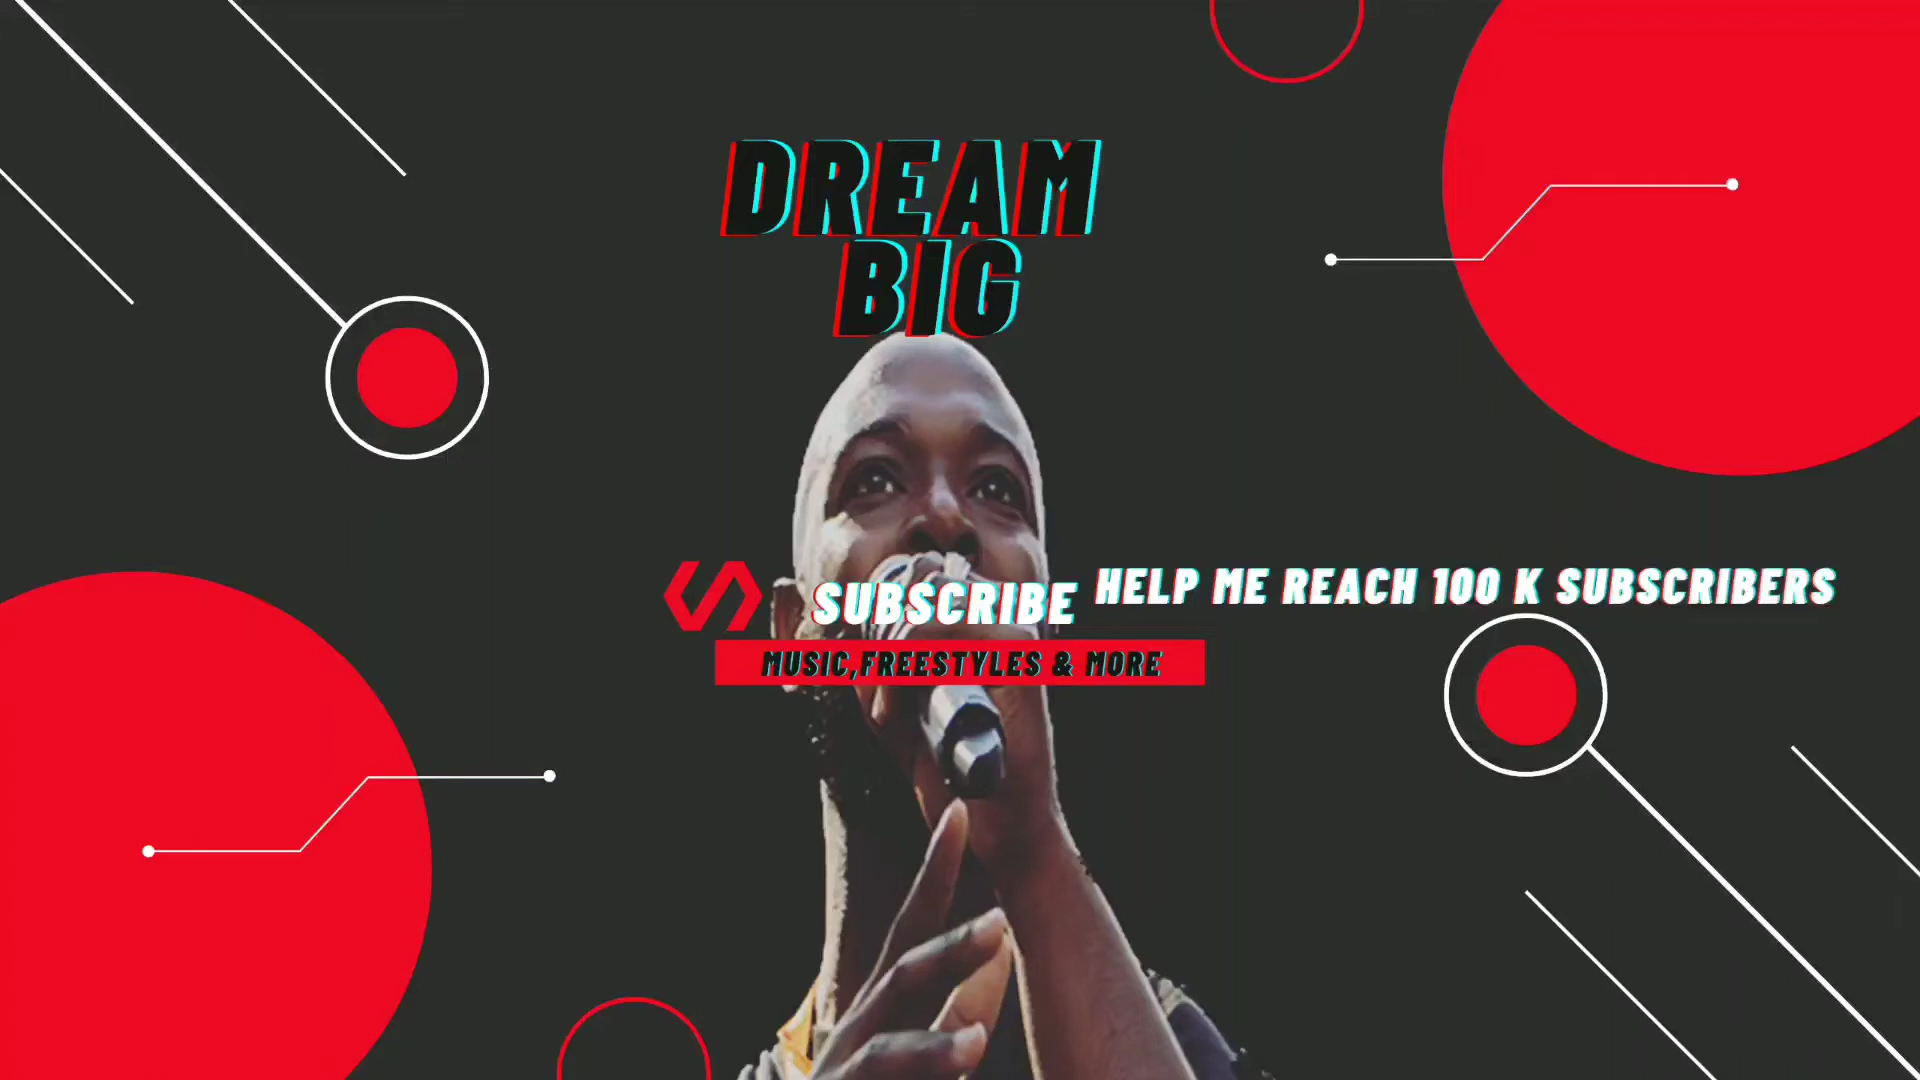 DREAM
BIG
SUBSCRIBE
HELP ME REACH 100 K SUBSCRIBERS
MUSIC,FREESTYLES & MORE